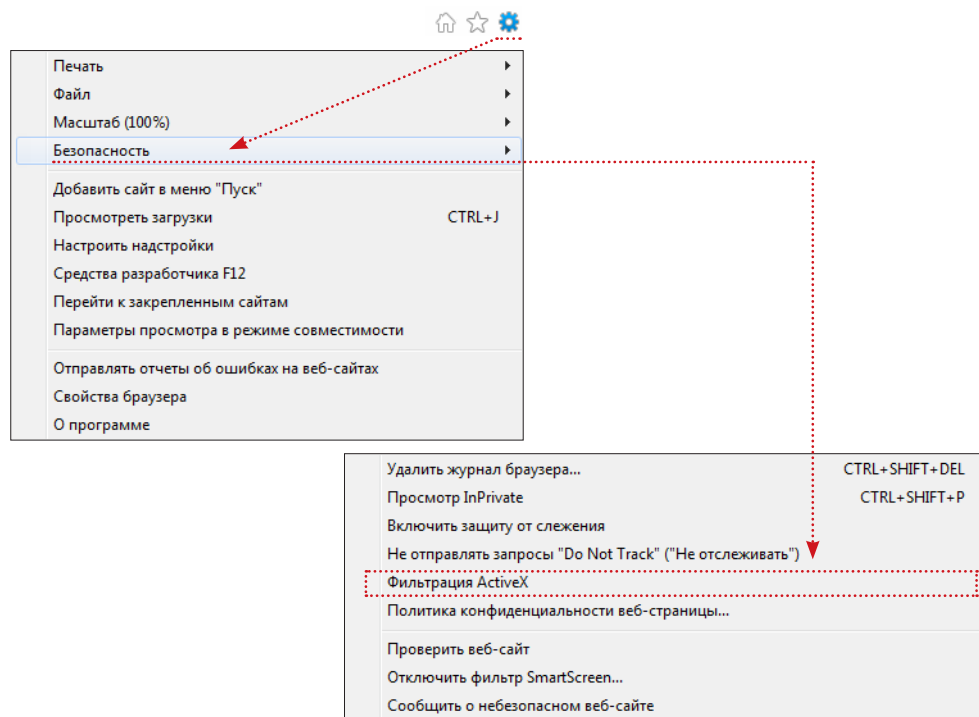 Печать
Файл
Масштаб (100%)
Безопасность
Добавить сайт в меню "Пуск"
Просмотреть загрузки CTRL+J
Настроить надстройки
Средства разработчика F12
Перейти к закрепленным сайтам
Параметры просмотра в режиме совместимости
Отправлять отчеты об ошибках на веб-сайтах
Свойства браузера
О программе
Удалить журнал браузера... CTRL+SHIFT+DEL
Просмотр InPrivate CTRL+SHIFT+P
Включить защиту от слежения
Не отправлять запросы "Do Not Track" ("Не отслеживать")
Фильтрация ActiveX
Политика конфиденциальности веб-страницы...
Проверить веб-сайт
Отключить фильтр SmartScreen...
Сообщить о небезопасном веб-сайте